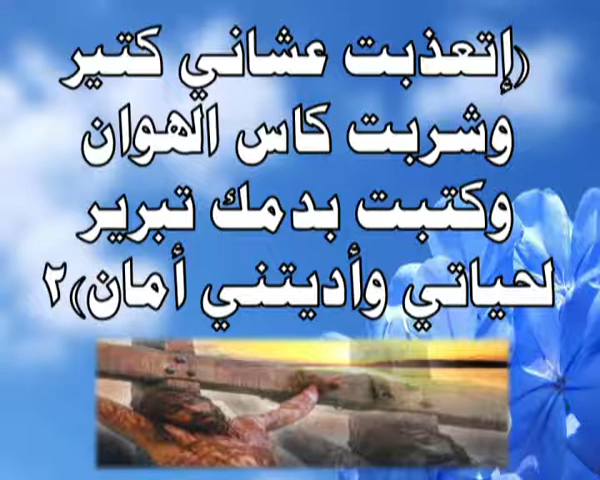 (إتعذبت عشاني كتير
وشربت كاس الهوان
وكتبت بدمك تبرير
لحياتي وأديتني أمان)٢